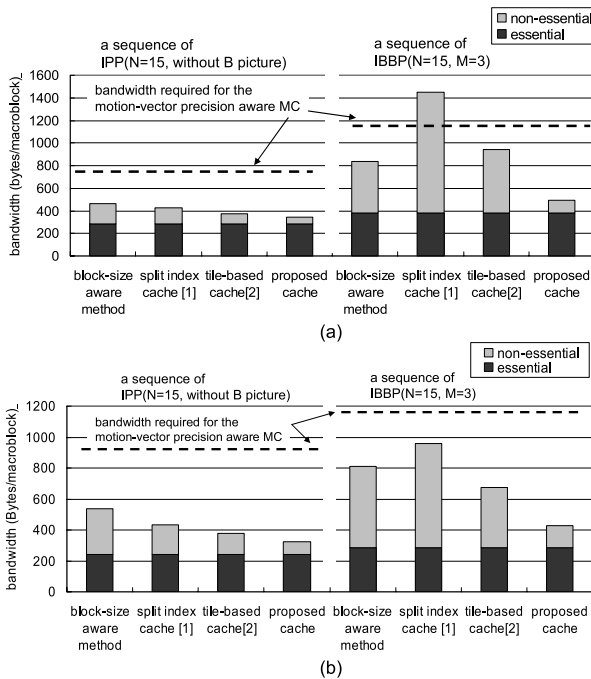 non-essential
essential
a sequence of
IPP(N=15, without B picture)
a sequence of
IBBP(N=15, M=3)
bandwidth required for the
motion-vector precision aware MC
bandwidth (bytes/macroblock)
1600
1400
1200
1000
800
600
400
200
0
block-size
aware
method
split index
cache [1]
tile-based
cache[2]
proposed
cache
block-size
aware
method
split index
cache [1]
tile-based
cache[2]
proposed
cache
(a)
non-essential
essential
a sequence of
IPP(N=15, without B picture)
a sequence of
IBBP(N=15, M=3)
bandwidth required for the
motion-vector precision aware MC
bandwidth (Bytes/macroblock)
1200
1000
800
600
400
200
0
block-size
aware
method
split index
cache [1]
tile-based
cache[2]
proposed
cache
block-size
aware
method
split index
cache [1]
tile-based
cache[2]
proposed
cache
(b)